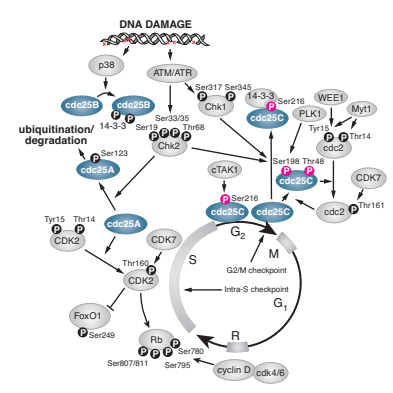 DNA DAMAGE
p38
ATM/ATR
cdc25B
cdc25B
P
P
14-3-3
Ser317
Ser345
P
P
Chk1
14-3-3
P
Ser216
cdc25C
WEE1
Myt1
PLK1
Tyr15
P
P
Thr14
cdc2
ubiquitination/
degradation
Ser33/35
Ser19
Thr68
P
P
P
P
Chk2
P
Ser123
cdc25A
Ser198
Thr48
P
P
cdc25C
cTAK1
P
Ser216
cdc25C
cdc25C
CDK7
cdc2
P
Thr161
Tyr15
Thr14
P
P
CDK2
cdc25A
CDK7
Thr160
P
CDK2
G2
S
M
G2/M checkpoint
Intra-S checkpoint
G1
R
FoxO1
P
Ser249
Rb
P
P
P
P
Ser780
Ser807/811
Ser795
cyclin D
cdk4/6